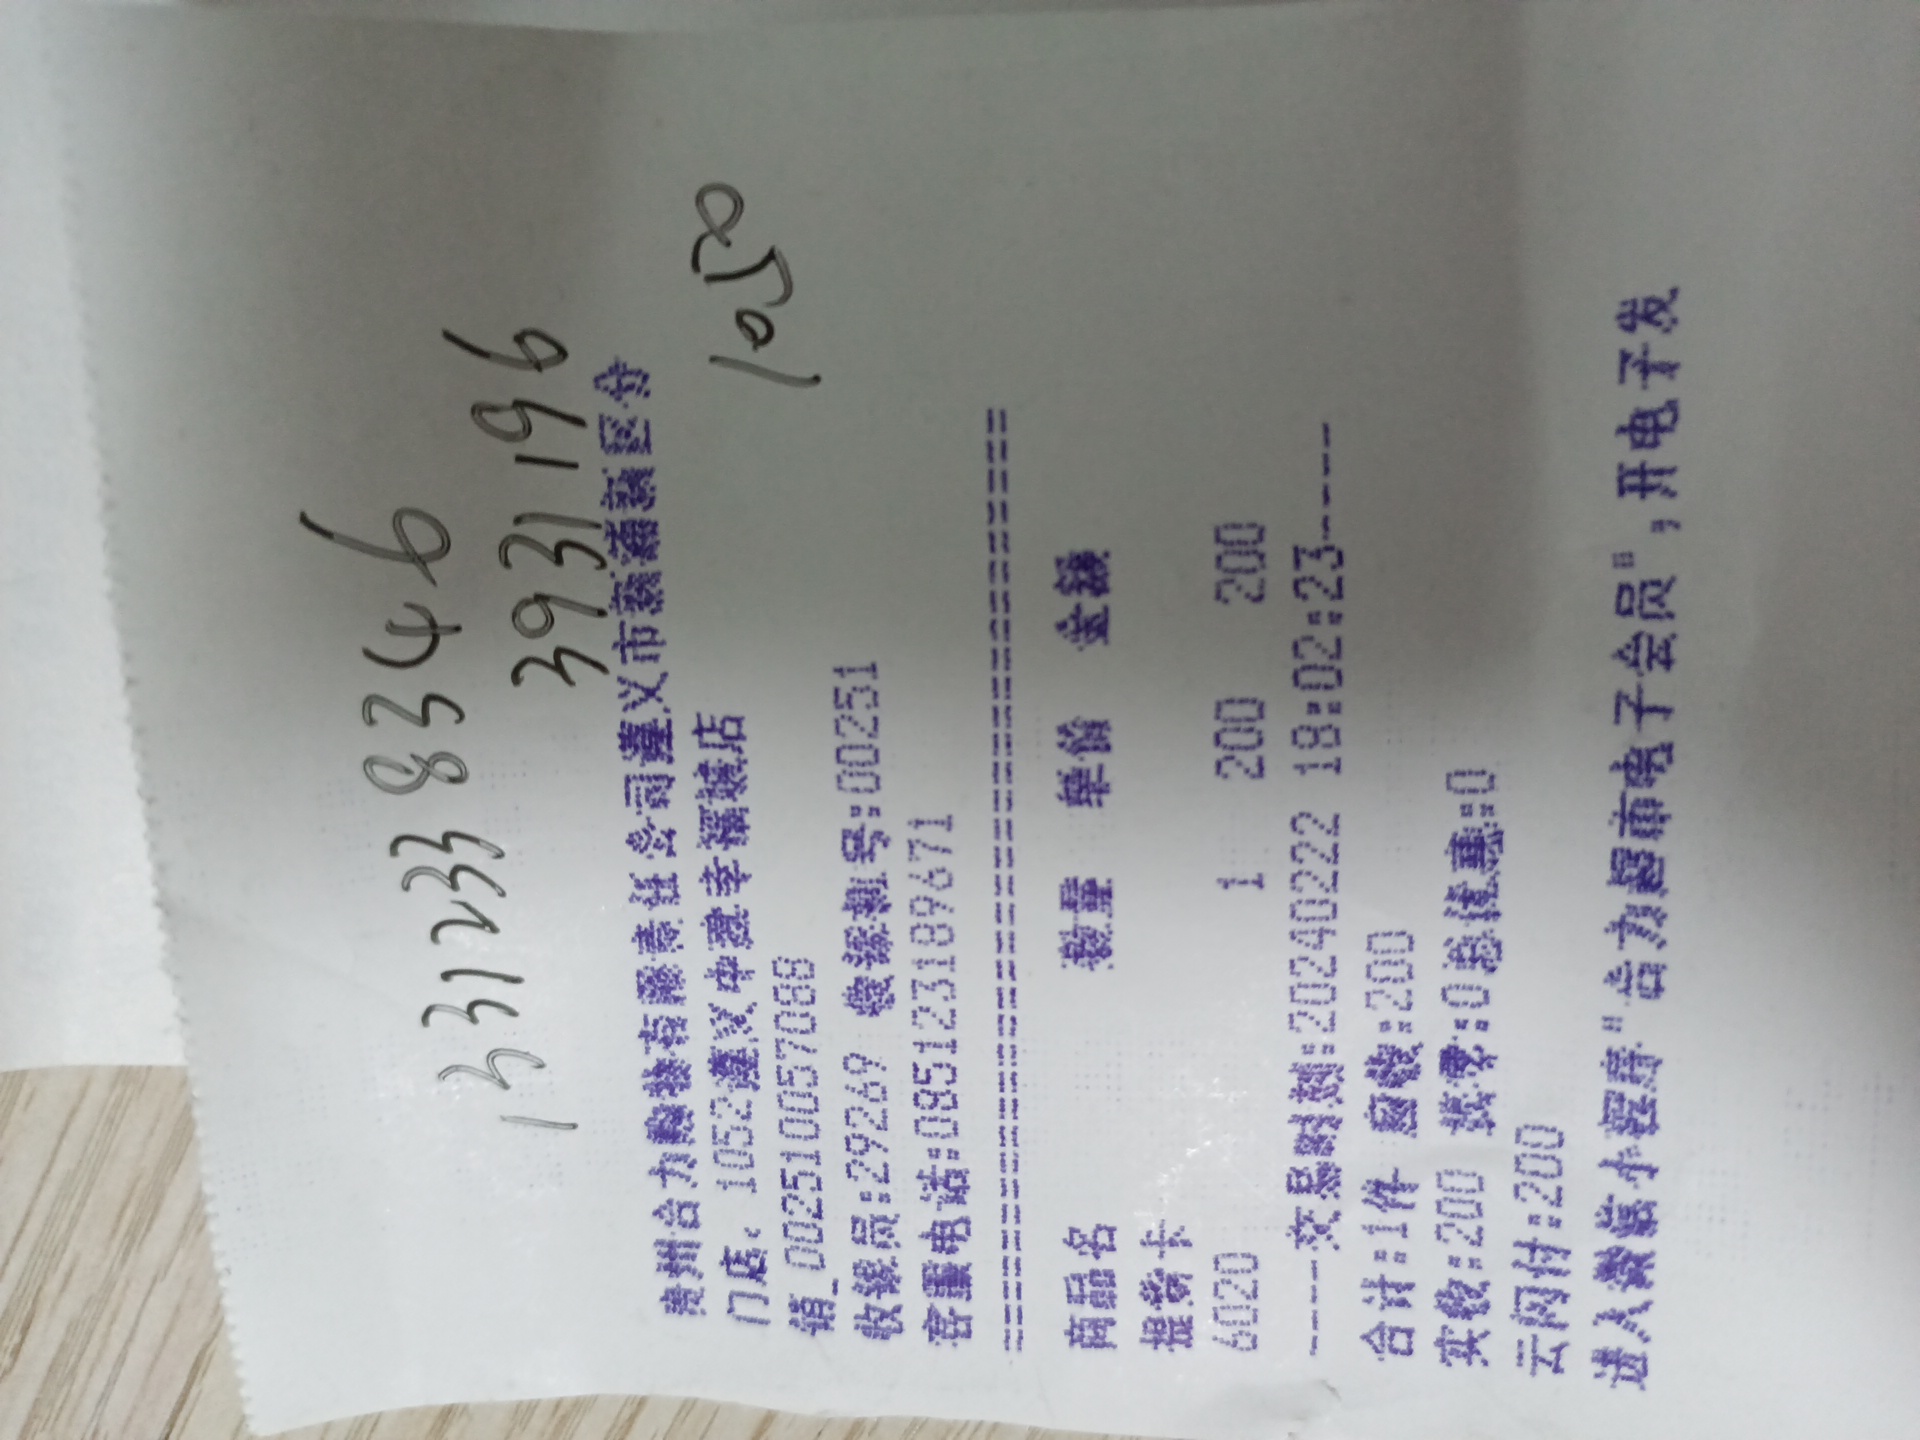 1312338346
3931196
1050
贵州合力购物有限责任公司遵义市新蒲新区分
门店、1052遵义中建幸福城店
销_002510057088
收银员:29269 收银机号:00251
客服电话:085123189671
============================================
商品名 数量 单价 金额
提货卡
6020 1 200 200
----交易时刻:20240222 18:02:23-----
合计:1件 应收:200
实收:200 找零:0总优惠:0
云闪付:200
进入微信小程序"合力超市电子会员",开电子发